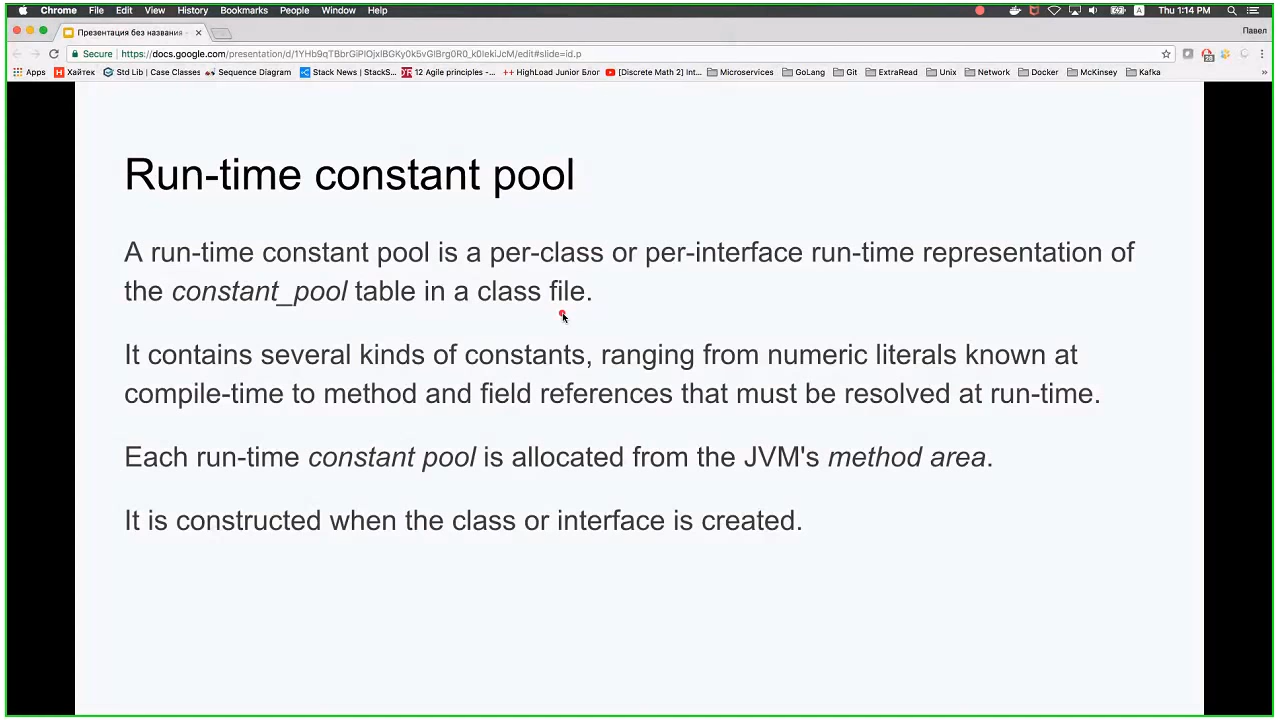 Chrome File Edit View History Bookmarks People Window Help Thu 1:14 PM
Презентация без названия -
Павел
Secure https://docs.google.com/presentation/d/
Apps Хайтек Std Lib | Case Classes Sequence Diagram Stack News | StackS... 12 Agile principles -... ++ HighLoad Junior Блог [Discrete Math 2] Int... Microservices GoLang Git ExtraRead Unix Network Docker McKinsey Kafka »
Run-time constant pool
A run-time constant pool is a per-class or per-interface run-time representation of
the constant_pool table in a class file.
It contains several kinds of constants, ranging from numeric literals known at
compile-time to method and field references that must be resolved at run-time.
Each run-time constant pool is allocated from the JVM's method area.
It is constructed when the class or interface is created.